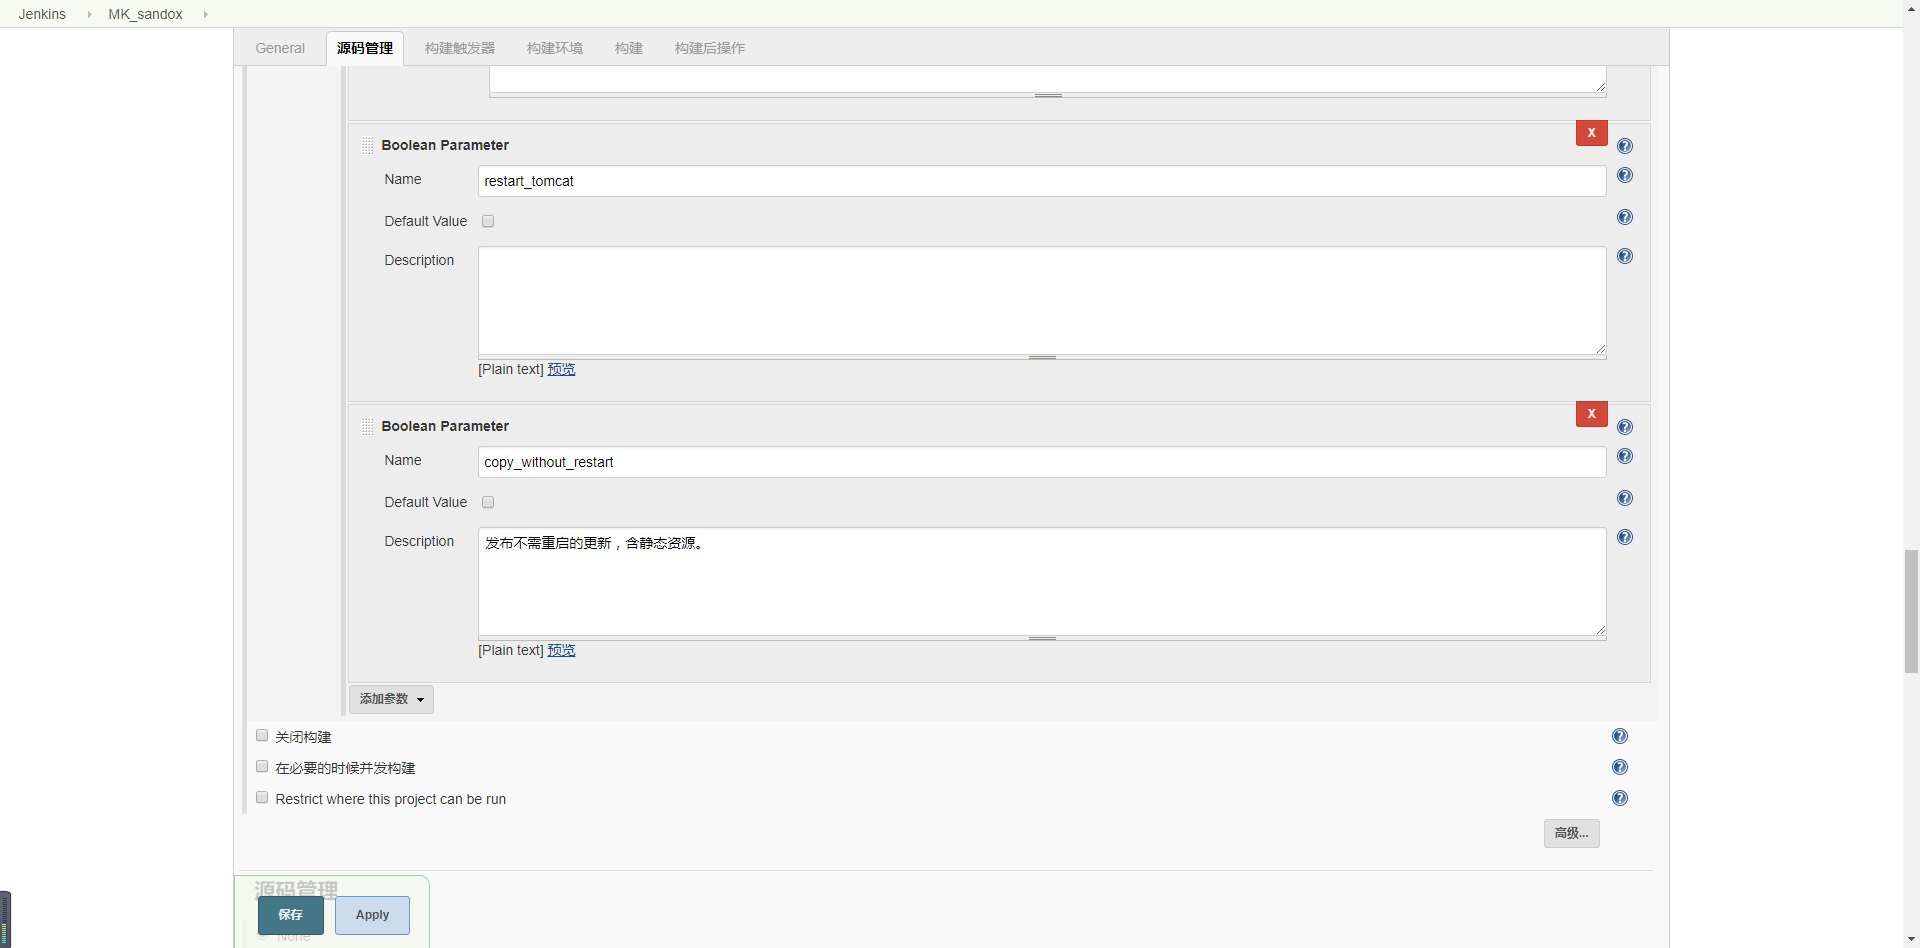 Jenkins MK_sandox
General 源码管理 构建触发器 构建环境 构建 构建后操作
X
Boolean Parameter
Name restart_tomcat
Default Value
Description
[Plain text] 预览
X
Boolean Parameter
Name copy_without_restart
Default Value
Description 发布不需重启的更新，含静态资源。
[Plain text] 预览
添加参数
关闭构建
在必要的时候并发构建
Restrict where this project can be run
高级...
源码管理
保存 Apply
None